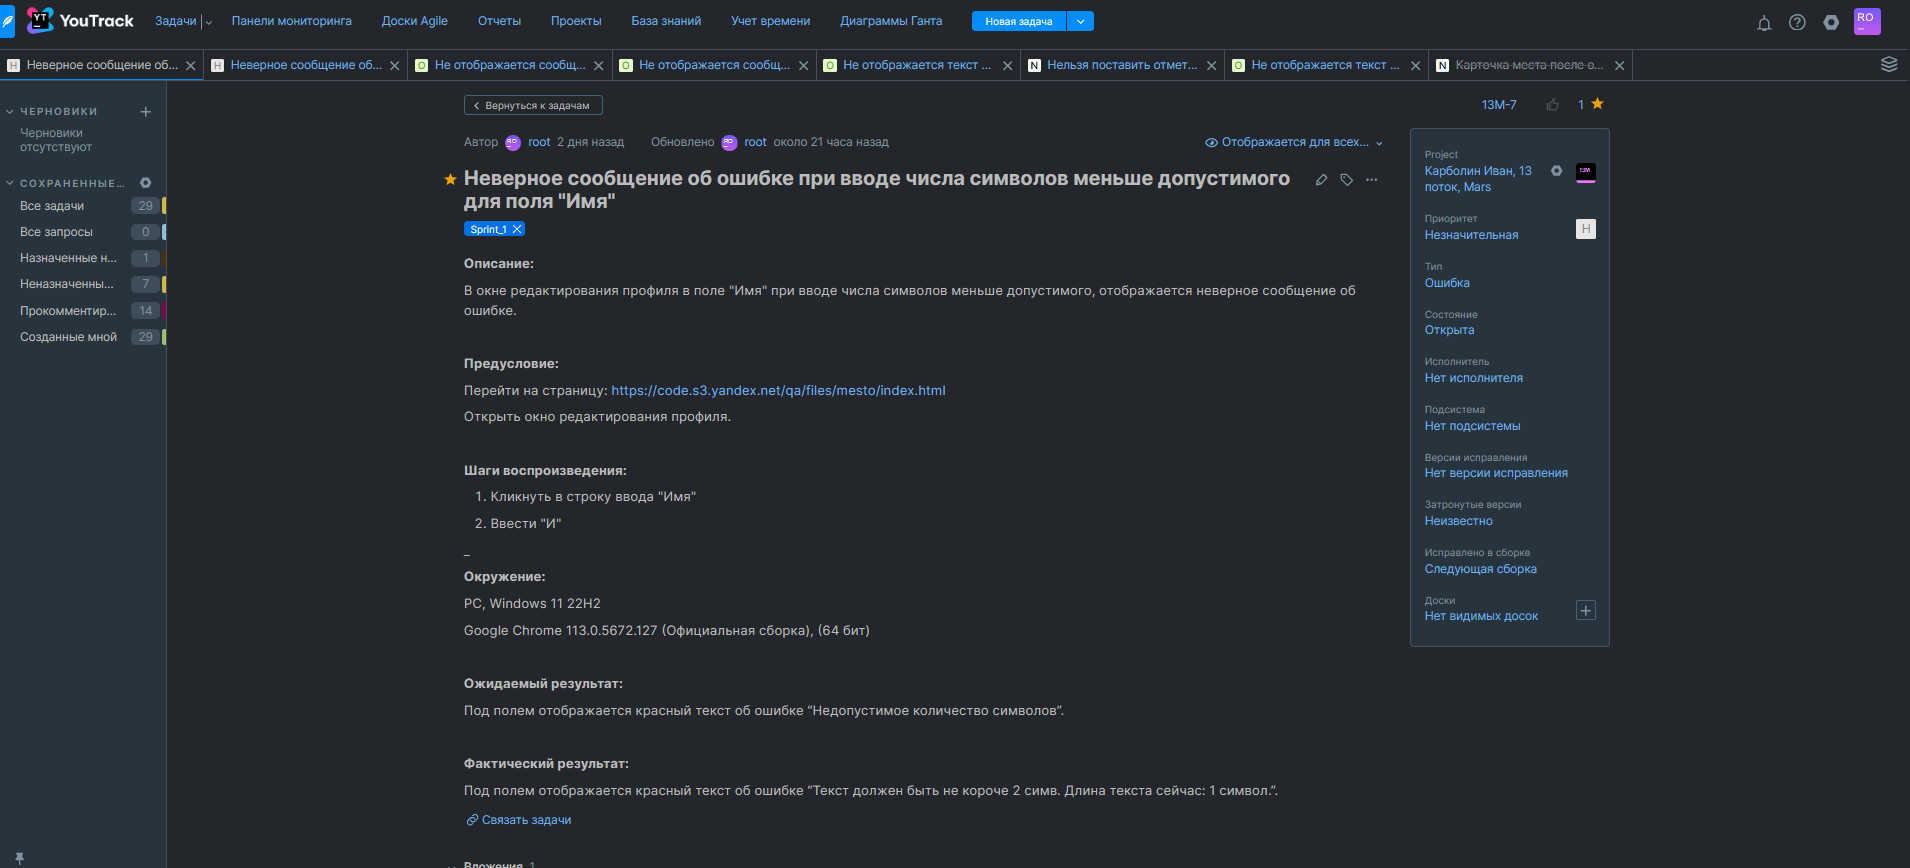 YouTrack Задачи Панели мониторинга Доски Agile Отчеты Проекты База знаний Учет времени Диаграммы Ганта Новая задача RO
Неверное сообщение об... Неверное сообщение об... Не отображается сообщ... Не отображается сообщ... Не отображается текст ... Нельзя поставить отмет... Не отображается текст ... Карточка места после о...
ЧЕРНОВИКИ
Черновики
отсутствуют
СОХРАНЕННЫЕ...
Все задачи 29
Все запросы 0
Назначенные н... 1
Неназначенны... 7
Прокомментир... 14
Созданные мной 29
Вернуться к задачам
13M-7 1
Автор root 2 дня назад Обновлено root около 21 часа назад
Отображается для всех...
Неверное сообщение об ошибке при вводе числа символов меньше допустимого
для поля "Имя"
Sprint_1
Описание:
В окне редактирования профиля в поле "Имя" при вводе числа символов меньше допустимого, отображается неверное сообщение об
ошибке.
Предусловие:
Перейти на страницу: https://code.s3.yandex.net/qa/files/mesto/index.html
Открыть окно редактирования профиля.
Шаги воспроизведения:
1. Кликнуть в строку ввода "Имя"
2. Ввести "И"
_
Окружение:
PC, Windows 11 22H2
Google Chrome 113.0.5672.127 (Официальная сборка), (64 бит)
Ожидаемый результат:
Под полем отображается красный текст об ошибке “Недопустимое количество символов”.
Фактический результат:
Под полем отображается красный текст об ошибке “Текст должен быть не короче 2 симв. Длина текста сейчас: 1 символ.”.
Связать задачи
Вложения 1
Project
Карболин Иван, 13
поток, Mars
13M
Приоритет
Незначительная
Н
Тип
Ошибка
Состояние
Открыта
Исполнитель
Нет исполнителя
Подсистема
Нет подсистемы
Версии исправления
Нет версии исправления
Затронутые версии
Неизвестно
Исправлено в сборке
Следующая сборка
Доски
Нет видимых досок